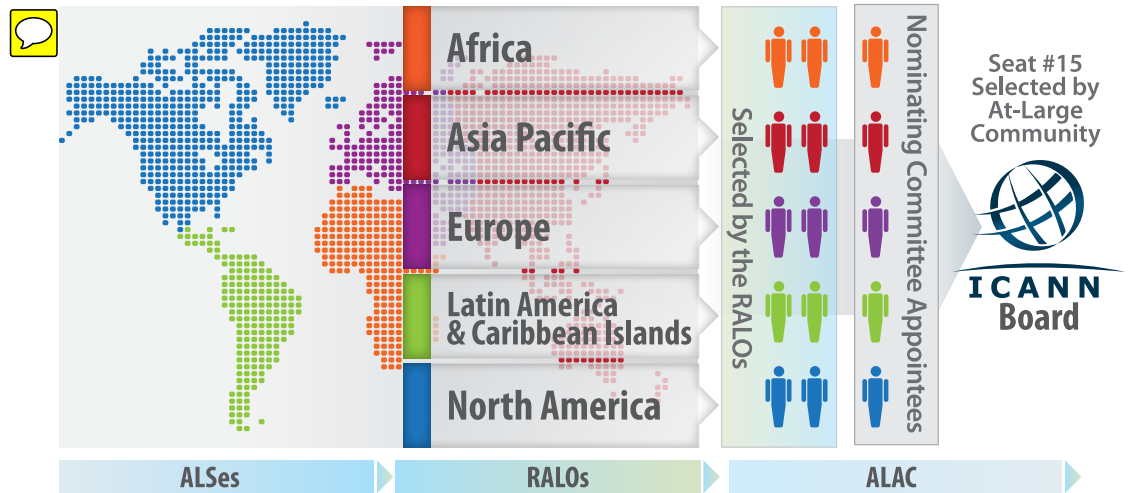 Africa
Asia Pacific
Europe
Latin America
& Caribbean Islands
North America
Selected by the RALOs
Nominating Committee Appointees
Seat #15
Selected by
At-Large
Community
ICANN
Board
ALSes
RALOs
ALAC